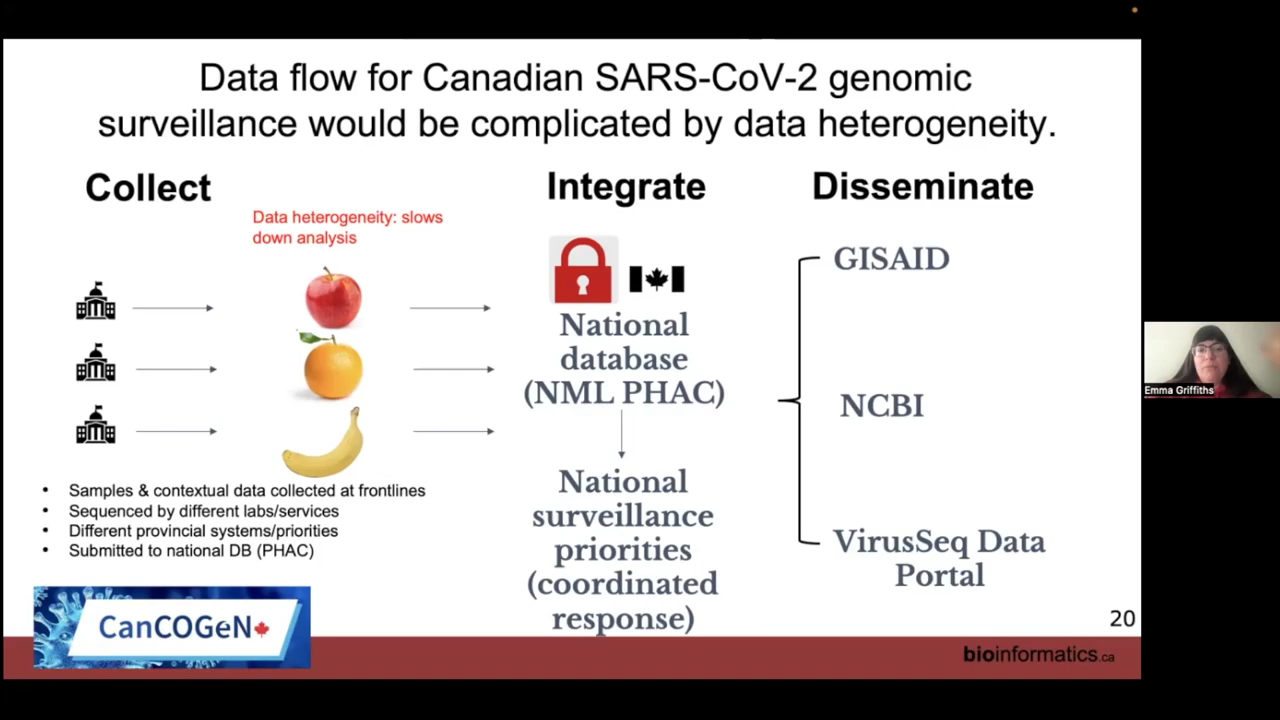 Data flow for Canadian SARS-CoV-2 genomic
surveillance would be complicated by data heterogeneity.
Collect
Integrate
Disseminate
Data heterogeneity: slows
down analysis
National
database
(NML PHAC)
National
surveillance
priorities
(coordinated
response)
GISAID
NCBI
VirusSeq Data
Portal
• Samples & contextual data collected at frontlines
• Sequenced by different labs/services
• Different provincial systems/priorities
• Submitted to national DB (PHAC)
CanCOGeN
20
bioinformatics.ca
Emma Griffiths